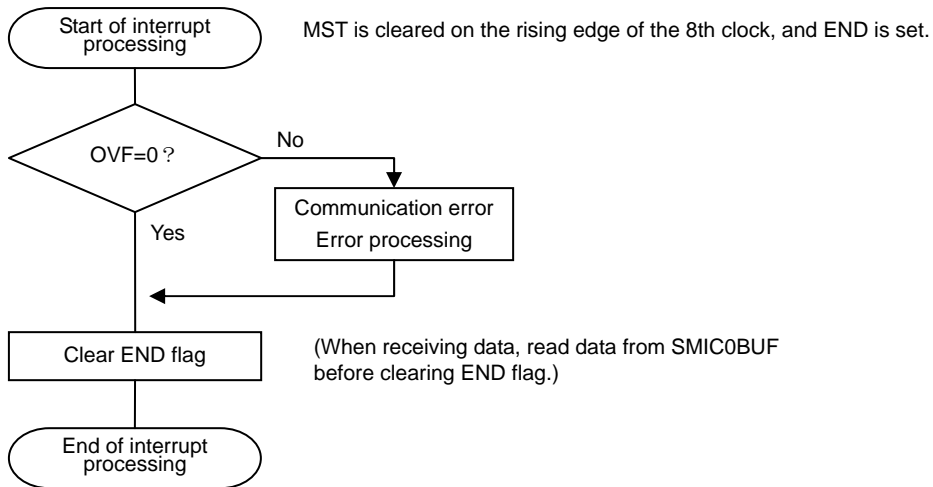 Start of interrupt
processing
MST is cleared on the rising edge of the 8th clock, and END is set.
OVF=0？
No
Communication error
Error processing
Yes
Clear END flag
(When receiving data, read data from SMIC0BUF
before clearing END flag.)
End of interrupt
processing